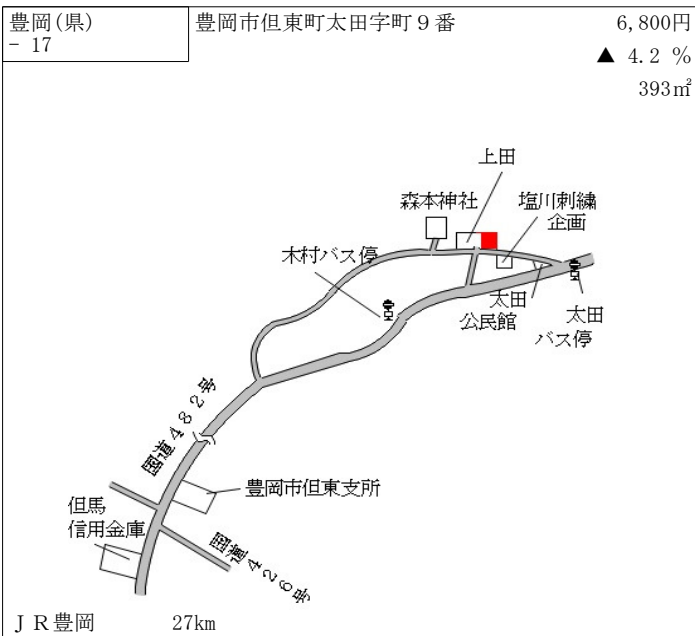 豊岡(県)
- 17
豊岡市但東町太田字町９番
6,800円
▲ 4.2 %
393㎡
上田
森本神社
塩川刺繍
企画
木村バス停
太田
公民館
太田
バス停
国道４８２号
豊岡市但東支所
但馬
信用金庫
国道４２６号
ＪＲ豊岡 27km